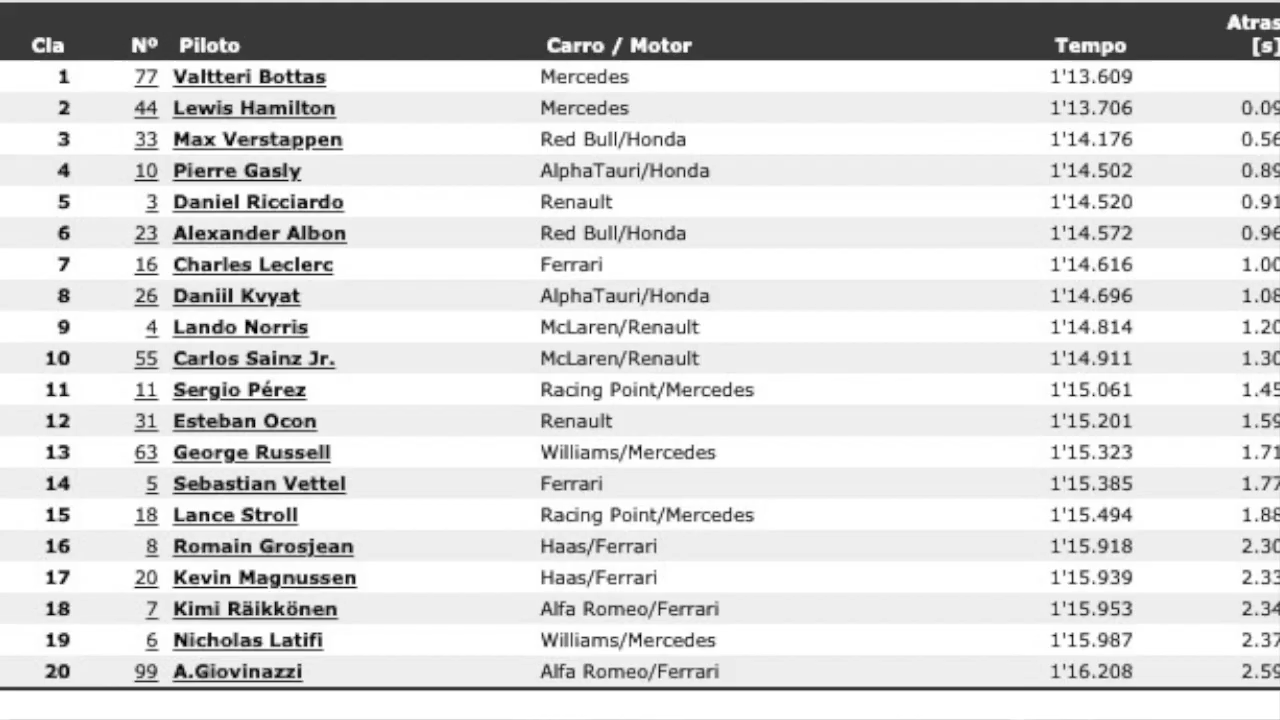 Cla Nº Piloto Carro / Motor Tempo Atras [s]
1 77 Valtteri Bottas Mercedes 1'13.609
2 44 Lewis Hamilton Mercedes 1'13.706 0.09
3 33 Max Verstappen Red Bull/Honda 1'14.176 0.56
4 10 Pierre Gasly AlphaTauri/Honda 1'14.502 0.89
5 3 Daniel Ricciardo Renault 1'14.520 0.91
6 23 Alexander Albon Red Bull/Honda 1'14.572 0.96
7 16 Charles Leclerc Ferrari 1'14.616 1.00
8 26 Daniil Kvyat AlphaTauri/Honda 1'14.696 1.08
9 4 Lando Norris McLaren/Renault 1'14.814 1.20
10 55 Carlos Sainz Jr. McLaren/Renault 1'14.911 1.30
11 11 Sergio Pérez Racing Point/Mercedes 1'15.061 1.45
12 31 Esteban Ocon Renault 1'15.201 1.59
13 63 George Russell Williams/Mercedes 1'15.323 1.71
14 5 Sebastian Vettel Ferrari 1'15.385 1.77
15 18 Lance Stroll Racing Point/Mercedes 1'15.494 1.88
16 8 Romain Grosjean Haas/Ferrari 1'15.918 2.30
17 20 Kevin Magnussen Haas/Ferrari 1'15.939 2.33
18 7 Kimi Räikkönen Alfa Romeo/Ferrari 1'15.953 2.34
19 6 Nicholas Latifi Williams/Mercedes 1'15.987 2.37
20 99 A.Giovinazzi Alfa Romeo/Ferrari 1'16.208 2.59